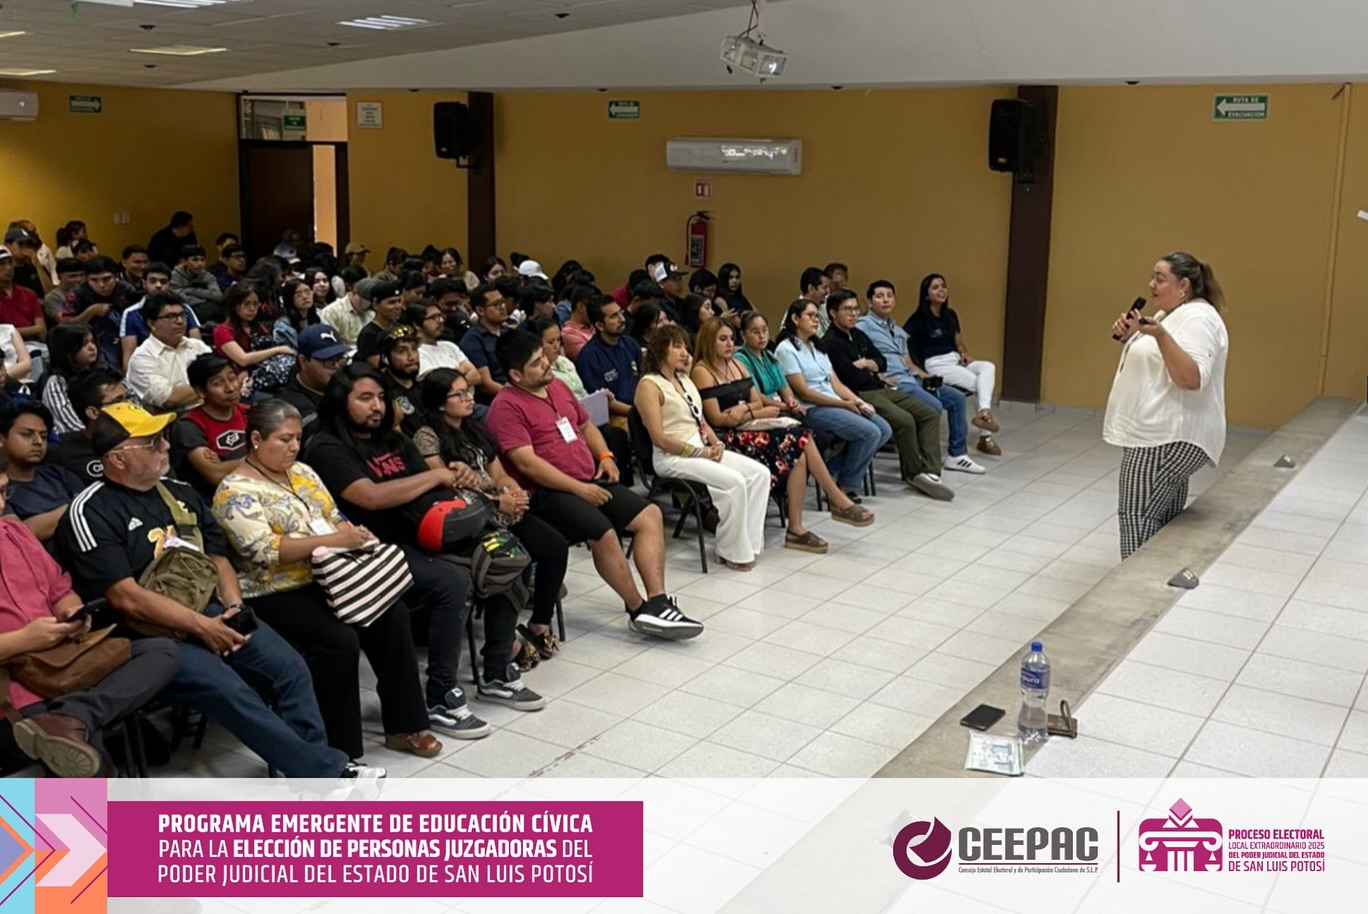 RUTA DE
EVACUACIÓN
VANS
PROGRAMA EMERGENTE DE EDUCACIÓN CÍVICA
PARA LA ELECCIÓN DE PERSONAS JUZGADORAS DEL
PODER JUDICIAL DEL ESTADO DE SAN LUIS POTOSÍ
CEEPAC
Consejo Estatal Electoral y de Participación Ciudadana de S.L.P.
PROCESO ELECTORAL
LOCAL EXTRAORDINARIO 2025
DEL PODER JUDICIAL DEL ESTADO
DE SAN LUIS POTOSÍ